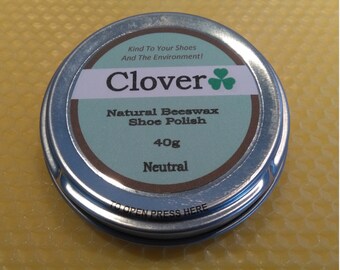 Kind To Your Shoes
And The Environment!
Clover
Natural Beeswax
Shoe Polish
40g
Neutral
TO OPEN PRESS HERE